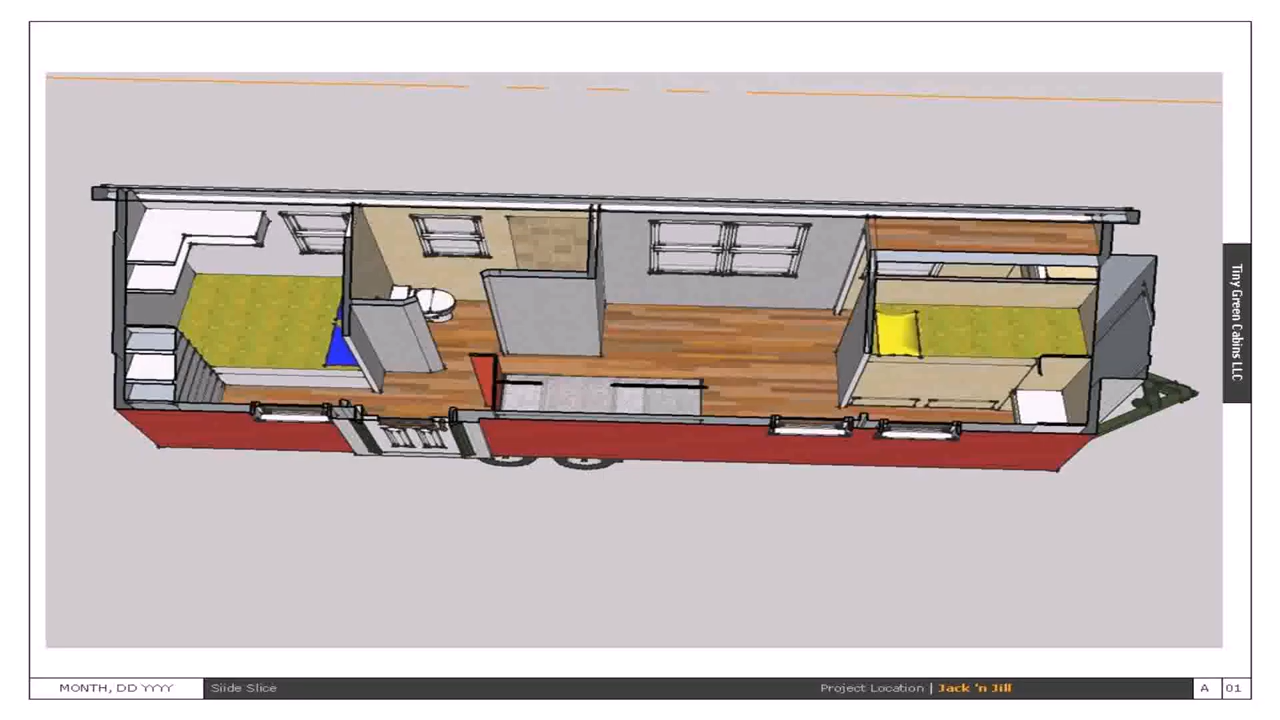 Tiny Green Cabins LLC
MONTH, DD YYYY
Siide Slice
Project Location | Jack 'n Jill
A 01